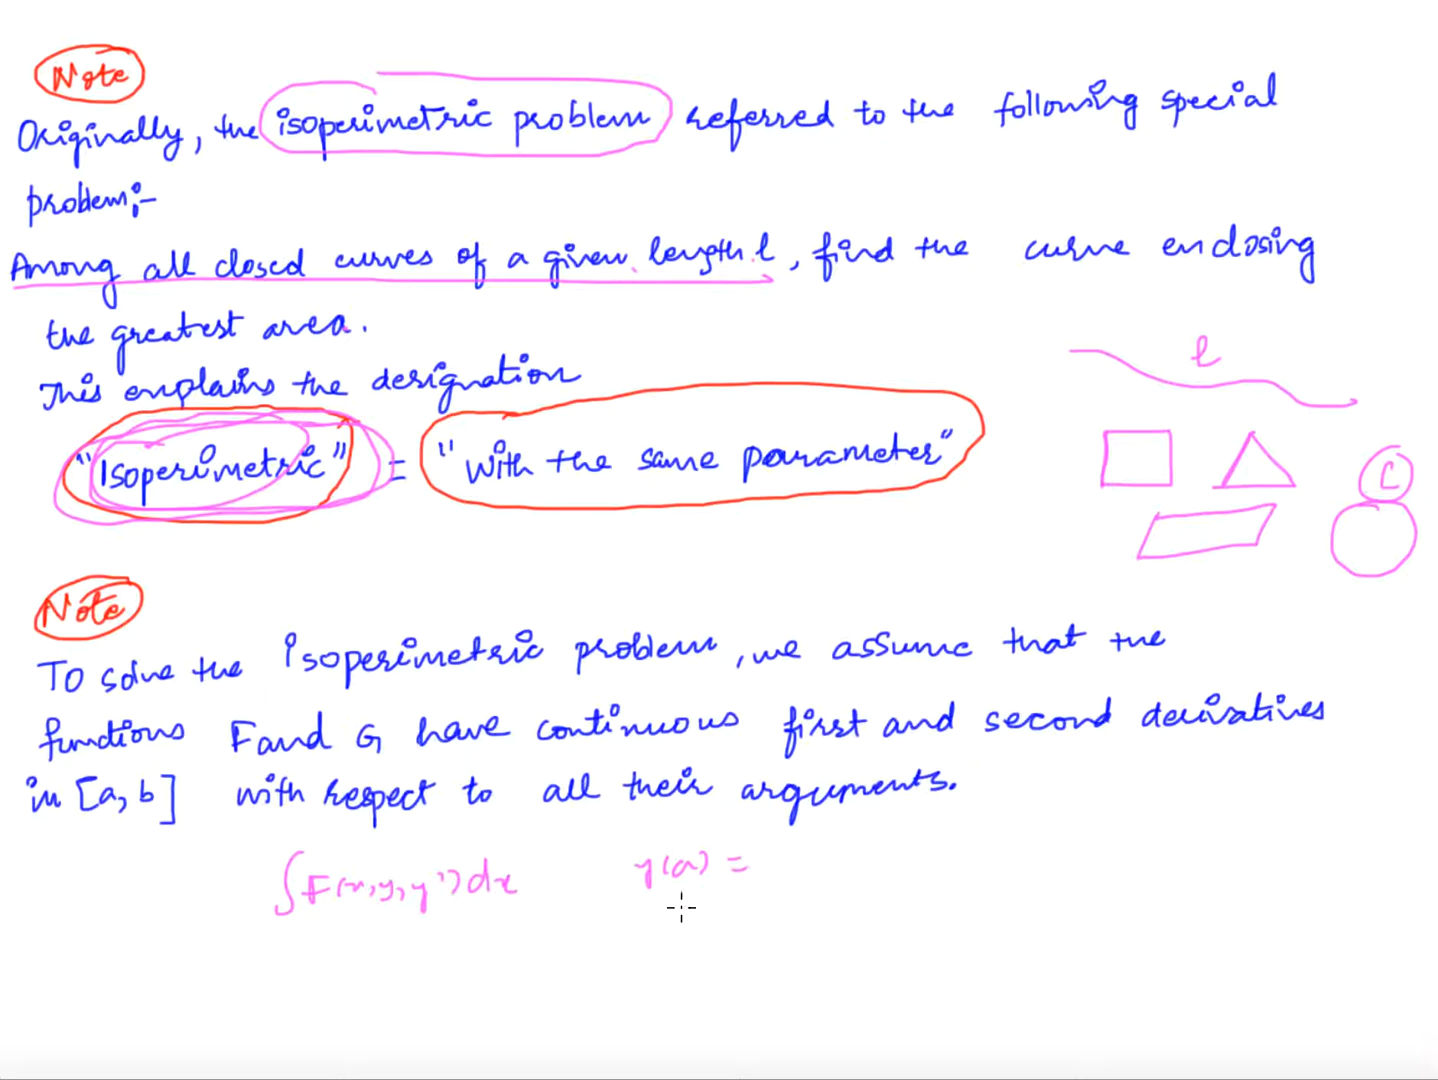 Note
Originally, the isoperimetric problem referred to the following special
problem:-
Among all closed curves of a given length l, find the curve enclosing
the greatest area.
This explains the designation
"Isoperimetric" = "with the same parameter"
l
C
Note
To solve the isoperimetric problem, we assume that the
functions F and G have continuous first and second derivatives
in [a, b] with respect to all their arguments.
∫F(x,y,y')dx y(a) =